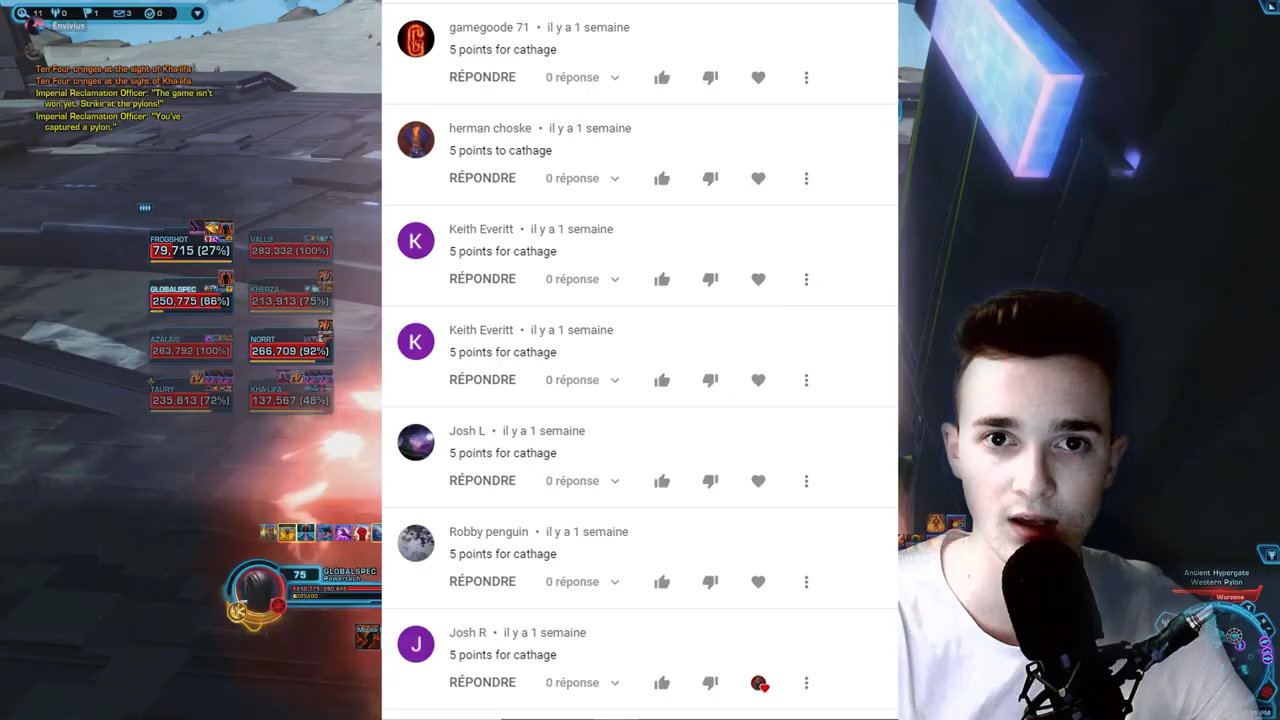 11 0 1 3 0
Envivius
Ten Four cringes at the sight of Kha-lifa.
Ten Four cringes at the sight of Kha-lifa.
Imperial Reclamation Officer: "The game isn't
won yet. Strike at the pylons!"
Imperial Reclamation Officer: "You've
captured a pylon."
FROGSHOT
79,715 (27%)
VALLØ
283,332 (100%)
GLOBALSPEC
250,775 (86%)
KHERZA
213,913 (75%)
AZALAIS
283,792 (100%)
NORRT
266,709 (92%)
TAURY
235,813 (72%)
KHA-LIFA
137,567 (48%)
75
GLOBALSPEC
Powertech
gamegoode 71 • il y a 1 semaine
5 points for cathage
RÉPONDRE 0 réponse
herman choske • il y a 1 semaine
5 points to cathage
RÉPONDRE 0 réponse
K
Keith Everitt • il y a 1 semaine
5 points for cathage
RÉPONDRE 0 réponse
K
Keith Everitt • il y a 1 semaine
5 points for cathage
RÉPONDRE 0 réponse
Josh L • il y a 1 semaine
5 points for cathage
RÉPONDRE 0 réponse
Robby penguin • il y a 1 semaine
5 points for cathage
RÉPONDRE 0 réponse
J
Josh R • il y a 1 semaine
5 points for cathage
RÉPONDRE 0 réponse
Ancient Hypergate
Western Pylon
Warzone